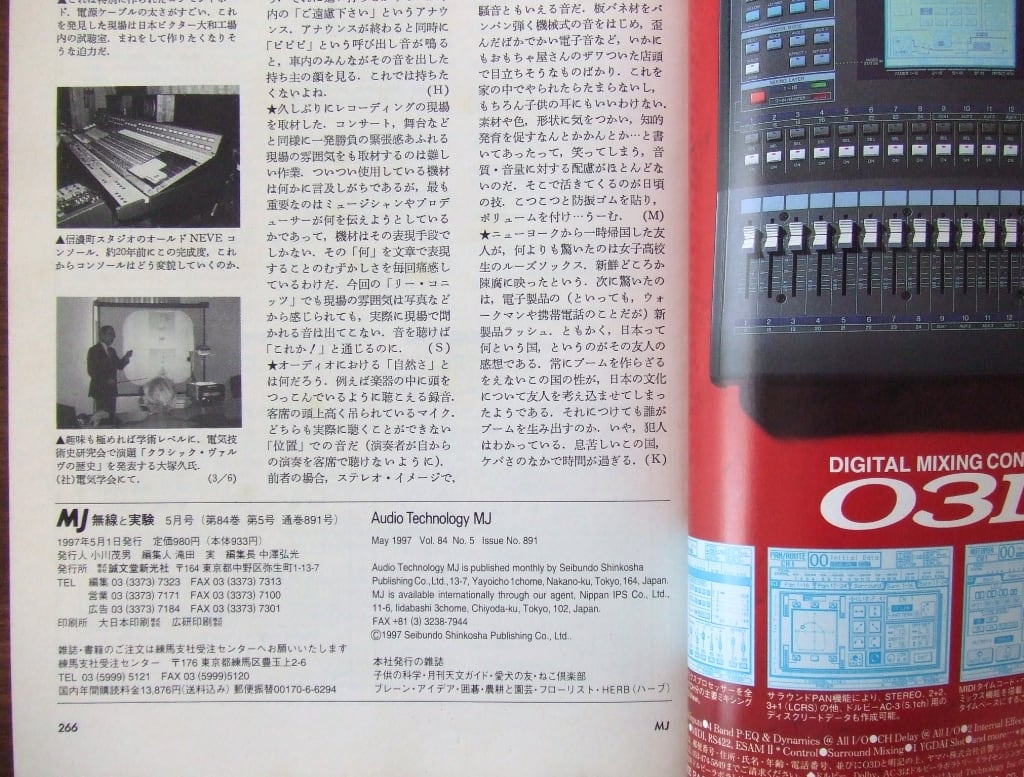 ド、電源ケーブルの太さがすごい。これ
を発見した現場は日本ビクター大和工場
内の試聴室。まねをして作りたくなりそ
うな迫力だ.
▲信濃町スタジオのオールドNEVEコ
ンソール. 約20年前にこの完成度, これ
からコンソールはどう変貌していくのか.
▲趣味も極めれば学術レベルに. 電気技
術史研究会で演題「クラシック・ヴァル
ヴの歴史」を発表する大塚久氏.
(社)電気学会にて. (3/6)
内の「ご遠慮下さい」というアナウ
ンス. アナウンスが終わると同時に
「ピピピ」という呼び出し音が鳴る
と, 車内のみんながその音を出した
持ち主の顔を見る. これでは持ちた
くないよね. (H)
★久しぶりにレコーディングの現場
を取材した. コンサート, 舞台など
と同様に一発勝負の緊張感あふれる
現場の雰囲気をも取材するのは難し
い作業. ついつい使用している機材
は何かに言及しがちであるが, 最も
重要なのはミュージシャンやプロデ
ューサーが何を伝えようとしている
かであって, 機材はその表現手段で
しかない. その「何」を文章で表現
することのむずかしさを毎回痛感し
ているわけだ. 今回の「リー・コニ
ッツ」でも現場の雰囲気は写真など
から感じられても, 実際に現場で聞
かれる音は出てこない. 音を聴けば
「これか！」と通じるのに. (S)
★オーディオにおける「自然さ」と
は何だろう. 例えば楽器の中に頭を
つっこんでいるように聴こえる録音.
客席の頭上高く吊られているマイク.
どちらも実際に聴くことができない
「位置」での音だ (演奏者が自から
の演奏を客席で聴けないように).
前者の場合, ステレオ・イメージで,
騒音ともいえる音だ. 板バネ材をバ
ンバン弾く機械式の音をはじめ, 歪
んだばかでかい電子音など, いかに
もおもちゃ屋さんのザワついた店頭
で目立ちそうなものばかり. これを
家の中でやられたらたまらないし,
もちろん子供の耳にもいいわけない.
素材や色, 形状に気をつかい, 知的
発育を促すなんとかかんとか…と書
いてあったって, 笑ってしまう, 音
質・音量に対する配慮がほとんどな
いのだ. そこで活きてくるのが日頃
の技. こつこつと防振ゴムを貼り,
ボリュームを付け…うーむ. (M)
★ニューヨークから一時帰国した友
人が, 何よりも驚いたのは女子高校
生のルーズソックス. 新鮮どころか
陳腐に映ったという. 次に驚いたの
は, 電子製品の (といっても, ウォ
ークマンや携帯電話のことだが) 新
製品ラッシュ. ともかく, 日本って
何という国, というのがその友人の
感想である. 常にブームを作らざる
をえないこの国の性が, 日本の文化
について友人を考え込ませてしまっ
たようである. それにつけても誰が
ブームを生み出すのか. いや, 犯人
はわかっている. 息苦しいこの国,
ケバさのなかで時間が過ぎる. (K)
MJ無線と実験 5月号 (第84巻 第5号 通巻891号)
1997年5月1日発行 定価980円 (本体933円)
発行人 小川茂男 編集人 滝田 実 編集長 中澤弘光
発行所 株式会社 誠文堂新光社 〒164 東京都中野区弥生町1-13-7
TEL 編集 03 (3373) 7323 FAX 03 (3373) 7313
営業 03 (3373) 7171 FAX 03 (3371) 7100
広告 03 (3373) 7184 FAX 03 (3373) 7301
印刷所 大日本印刷株式会社 広研印刷株式会社
雑誌・書籍のご注文は練馬支社受注センターへお願いいたします
練馬支社受注センター 〒176 東京都練馬区豊玉上2-6
TEL 03 (5999) 5121 FAX 03 (5999)5120
国内年間購読料金13,876円(送料込み) 郵便振替00170-6-6294
Audio Technology MJ
May 1997 Vol. 84 No. 5 Issue No. 891
Audio Technology MJ is published monthly by Seibundo Shinkosha
Publishing Co.,Ltd., 13-7, Yayoicho 1chome, Nakano-ku, Tokyo, 164, Japan.
MJ is available internationally through our agent, Nippan IPS Co., Ltd.,
11-6, Iidabashi 3chome, Chiyoda-ku, Tokyo, 102, Japan.
FAX +81 (3) 3238-7944
©1997 Seibundo Shinkosha Publishing Co., Ltd..
本社発行の雑誌
子供の科学・月刊天文ガイド・愛犬の友・ねこ倶楽部
ブレーン・アイデア・囲碁・農耕と園芸・フローリスト・HERB (ハーブ)
266
MJ
DIGITAL MIXING CON
03D
PAN/ROUTE
CH 1
00 Initial Data
サラウンドPAN機能により、STEREO、2+2、
3+1 (LCRS) の他、ドルビーAC-3 (5.1ch) 用の
ディスクリートデータも作成可能。
4 Band P-EQ & Dynamics @ All I/O●CH Delay @ All I/O●2 Internal Effe
RS422, ESAM II * Control●Surround Mixing●1 YGDAI Slot●and more